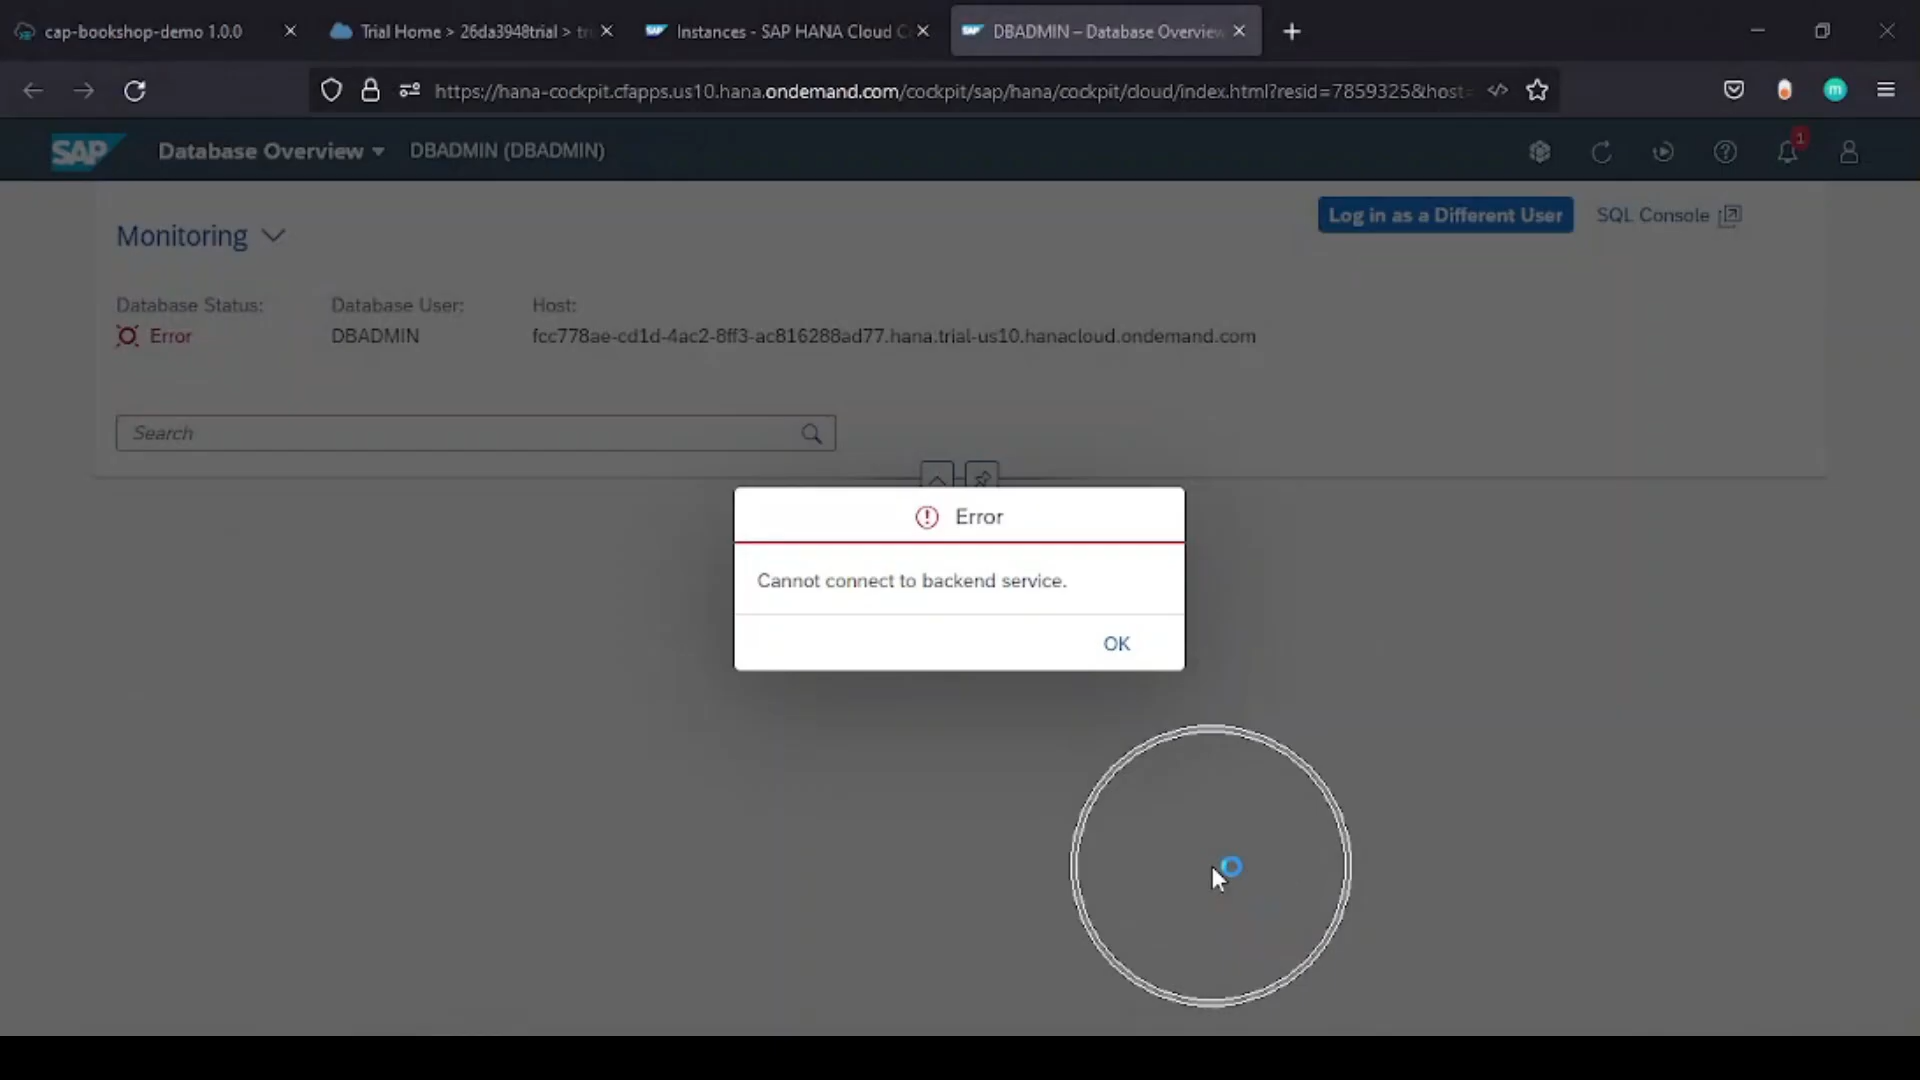 cap-bookshop-demo 1.0.0
Trial Home > 26da3948trial > tr
Instances - SAP HANA Cloud C
DBADMIN – Database Overview
https://hana-cockpit.cfapps.us10.hana.ondemand.com/cockpit/sap/hana/cockpit/cloud/index.html?resid=7859325&host=
m
SAP
Database Overview
DBADMIN (DBADMIN)
1
Monitoring
Log in as a Different User
SQL Console
Database Status:
Database User:
Host:
Error
DBADMIN
fcc778ae-cd1d-4ac2-8ff3-ac816288ad77.hana.trial-us10.hanacloud.ondemand.com
Search
Error
Cannot connect to backend service.
OK